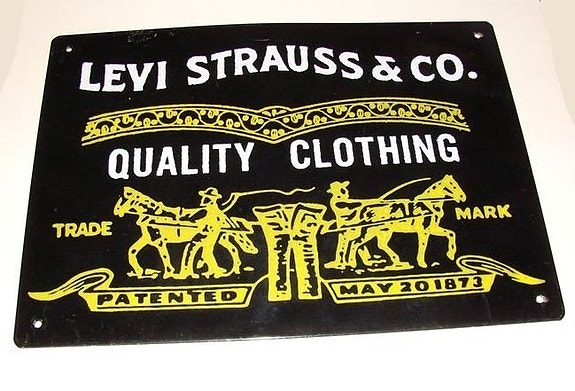 LEVI STRAUSS & CO.
QUALITY CLOTHING
TRADE MARK
PATENTED MAY 20 1873